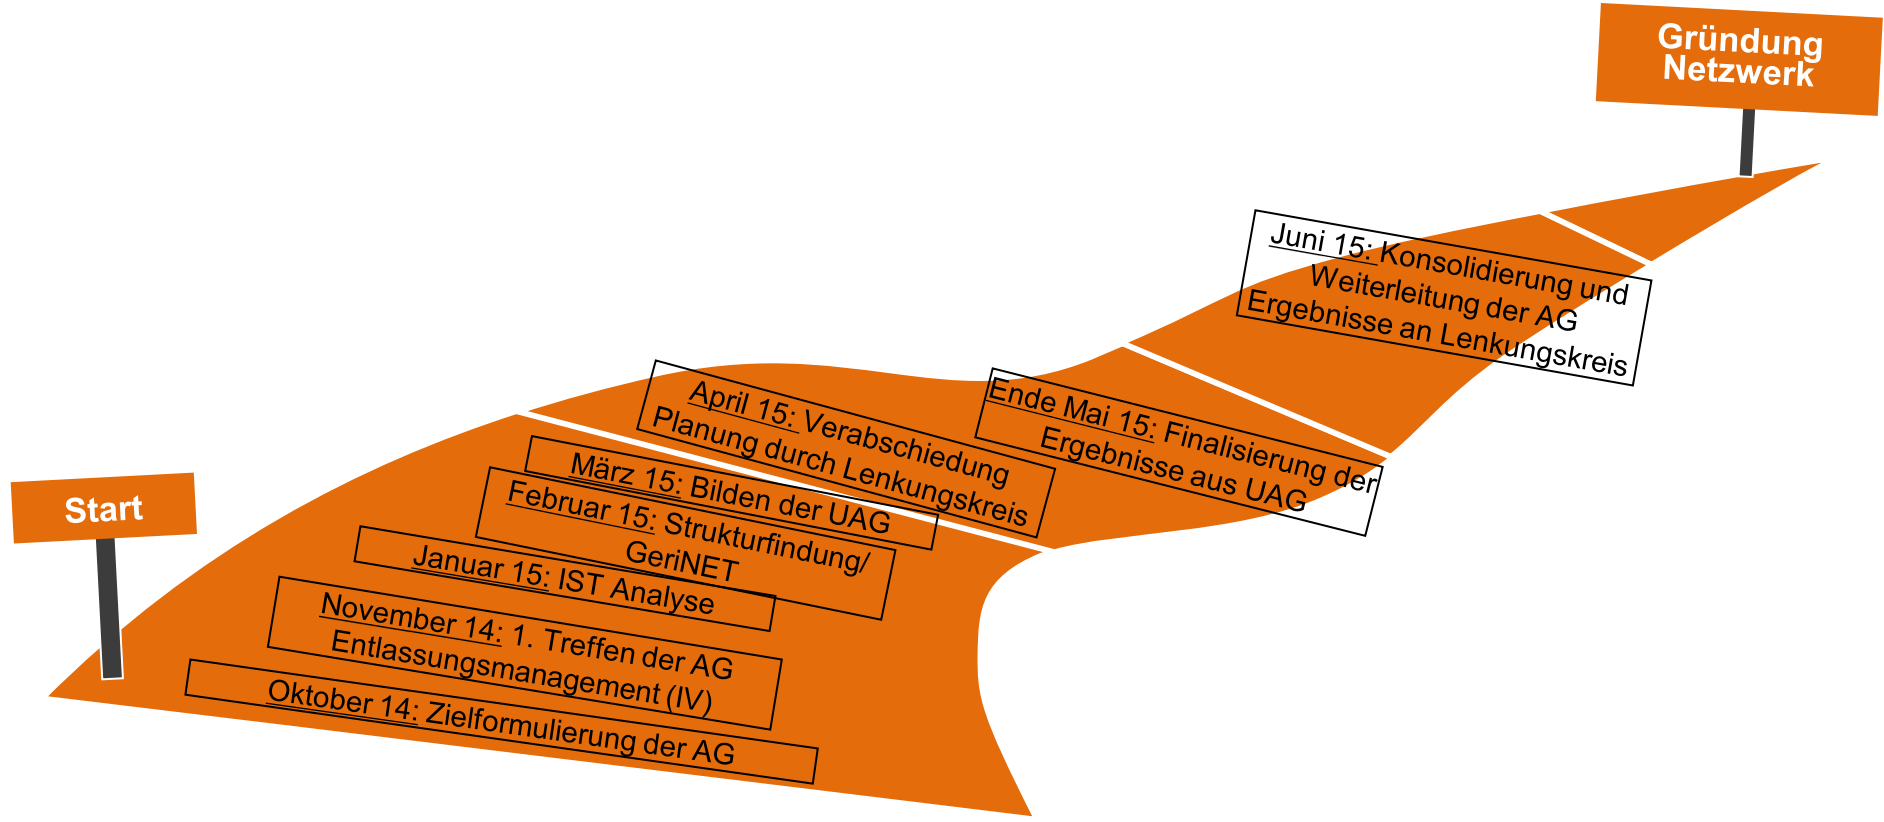 Gründung
Netzwerk
Juni 15: Konsolidierung und
Weiterleitung der AG
Ergebnisse an Lenkungskreis
Ende Mai 15: Finalisierung der
Ergebnisse aus UAG
April 15: Verabschiedung
Planung durch Lenkungskreis
März 15: Bilden der UAG
Februar 15: Strukturfindung/
GeriNET
Januar 15: IST Analyse
November 14: 1. Treffen der AG
Entlassungsmanagement (IV)
Oktober 14: Zielformulierung der AG
Start